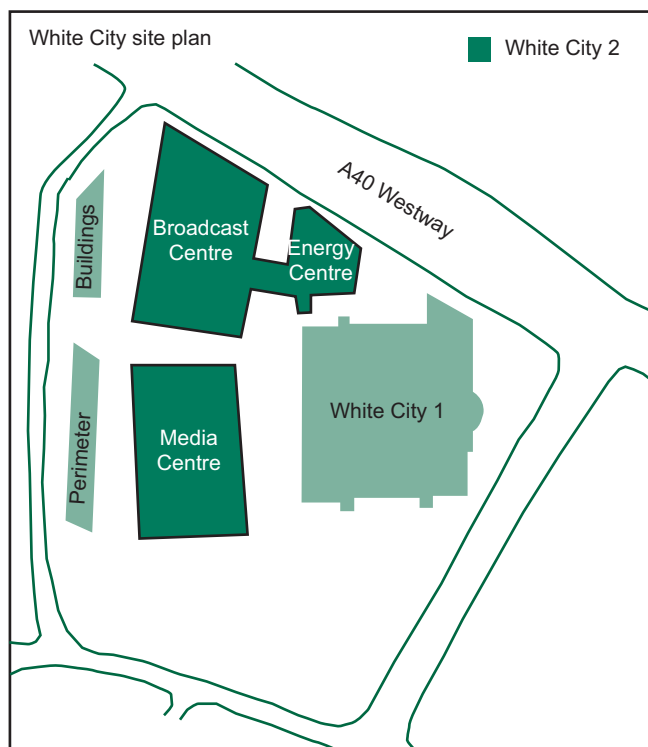 White City site plan
White City 2
A40 Westway
Buildings
Broadcast
Centre
Energy
Centre
White City 1
Perimeter
Media
Centre